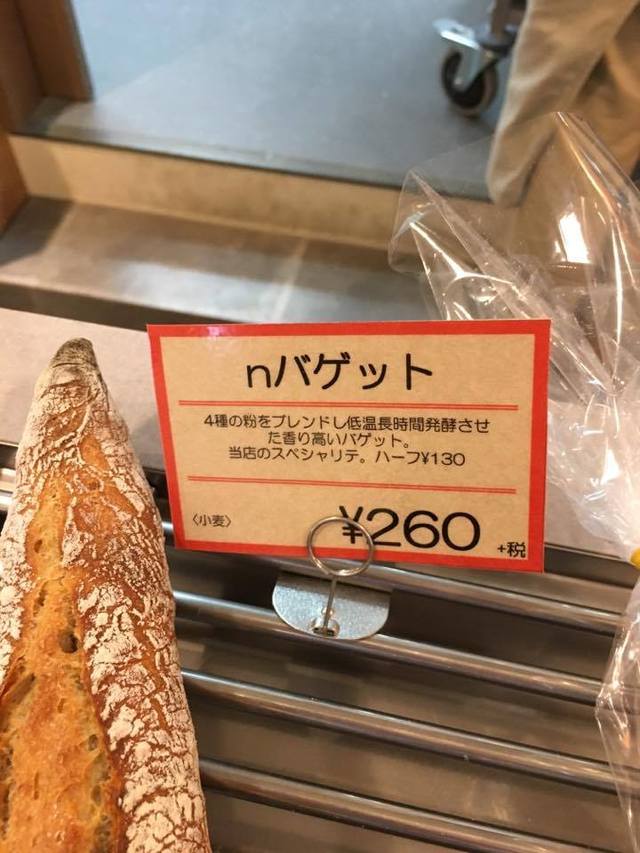 nバゲット
4種の粉をブレンドし低温長時間発酵させ
た香り高いバゲット。
当店のスペシャリテ。ハーフ¥130
〈小麦〉
¥260
+税